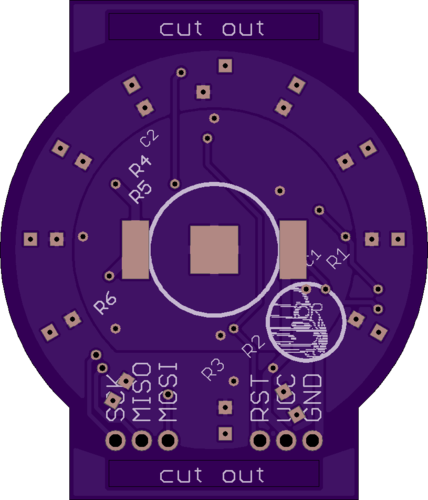 cut out
C2
R4
R5
C1
R1
R6
R2
R3
SCK
MISO
MOSI
RST
VCC
GND
cut out